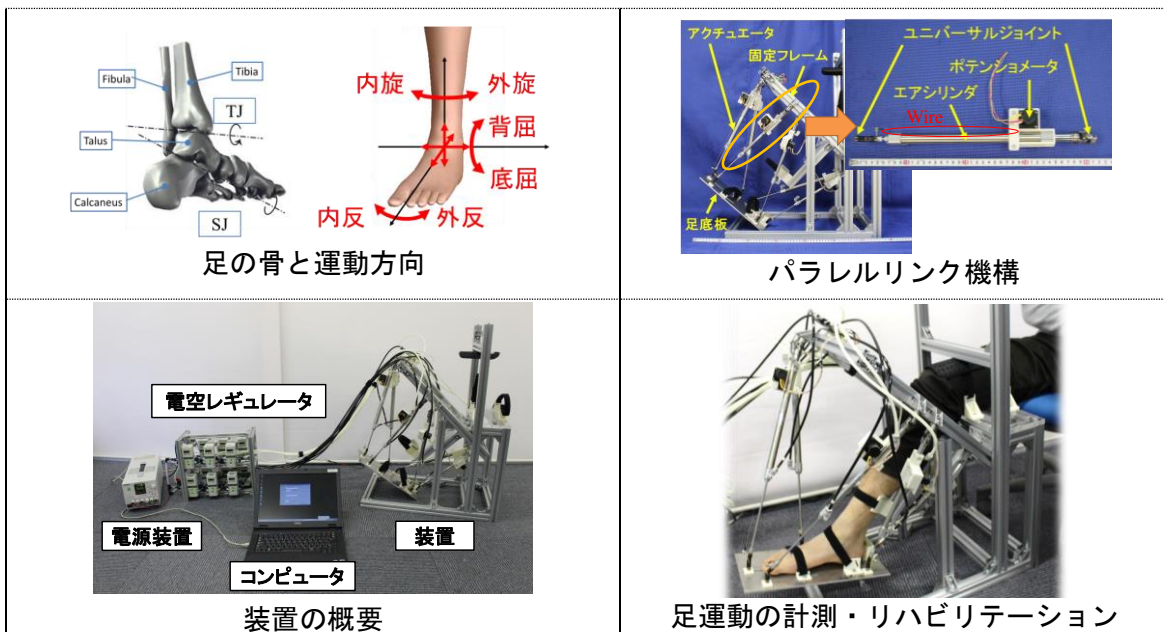 Fibula
Tibia
TJ
Talus
Calcaneus
SJ
内旋
外旋
背屈
底屈
内反
外反
足の骨と運動方向
アクチュエータ
固定フレーム
足底板
ユニバーサルジョイント
ポテンショメータ
エアシリンダ
Wire
パラレルリンク機構
電空レギュレータ
電源装置
装置
コンピュータ
装置の概要
足運動の計測・リハビリテーション